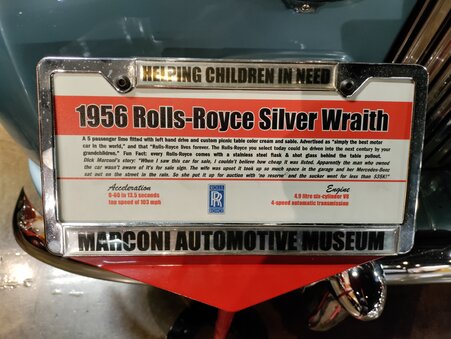 HELPING CHILDREN IN NEED
1956 Rolls-Royce Silver Wraith
A 5 passenger limo fitted with left hand drive and custom picnic table color cream and sable. Advertised as "simply the best motor
car in the world," and that "Rolls-Royce lives forever. The Rolls-Royce you select today could be driven into the next century by your
grandchildren." Fun Fact: every Rolls-Royce comes with a stainless steel flask & shot glass behind the table pullout.
Dick Marconi's story: "When I saw this car for sale, I couldn't believe how cheap it was listed. Apparently the man who owned
the car wasn't aware of it's for sale sign. The wife was upset it took up so much space in the garage and her Mercedes-Benz
sat out on the street in the rain. So she put it up for auction with 'no reserve' and the sucker went for less than $35K!"
Acceleration
0-60 in 13.5 seconds
top speed of 103 mph
ROLLS
RR
ROYCE
Engine
4.9 litre six-cylinder V8
4-speed automatic transmission
MARCONI AUTOMOTIVE MUSEUM